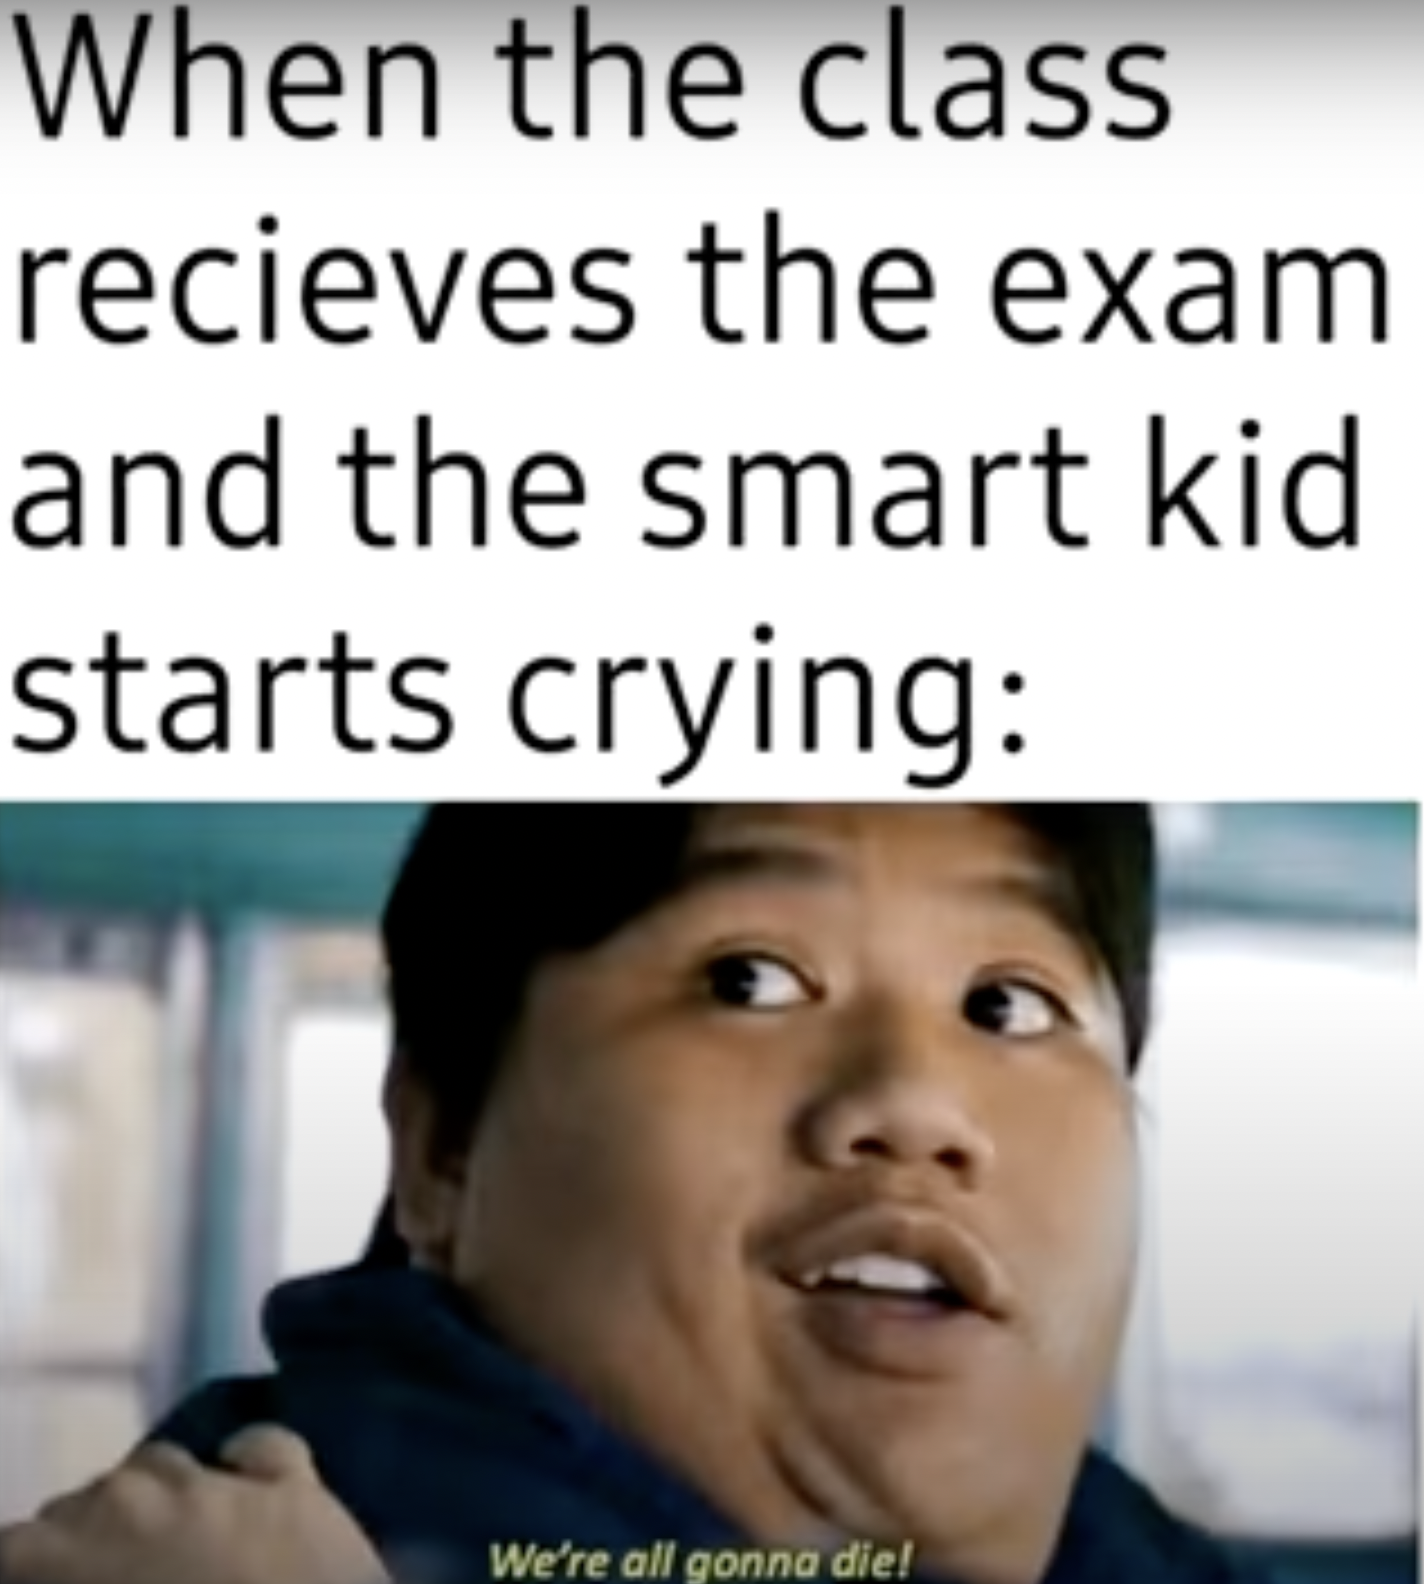 When the class
recieves the exam
and the smart kid
starts crying:
We're all gonna die!